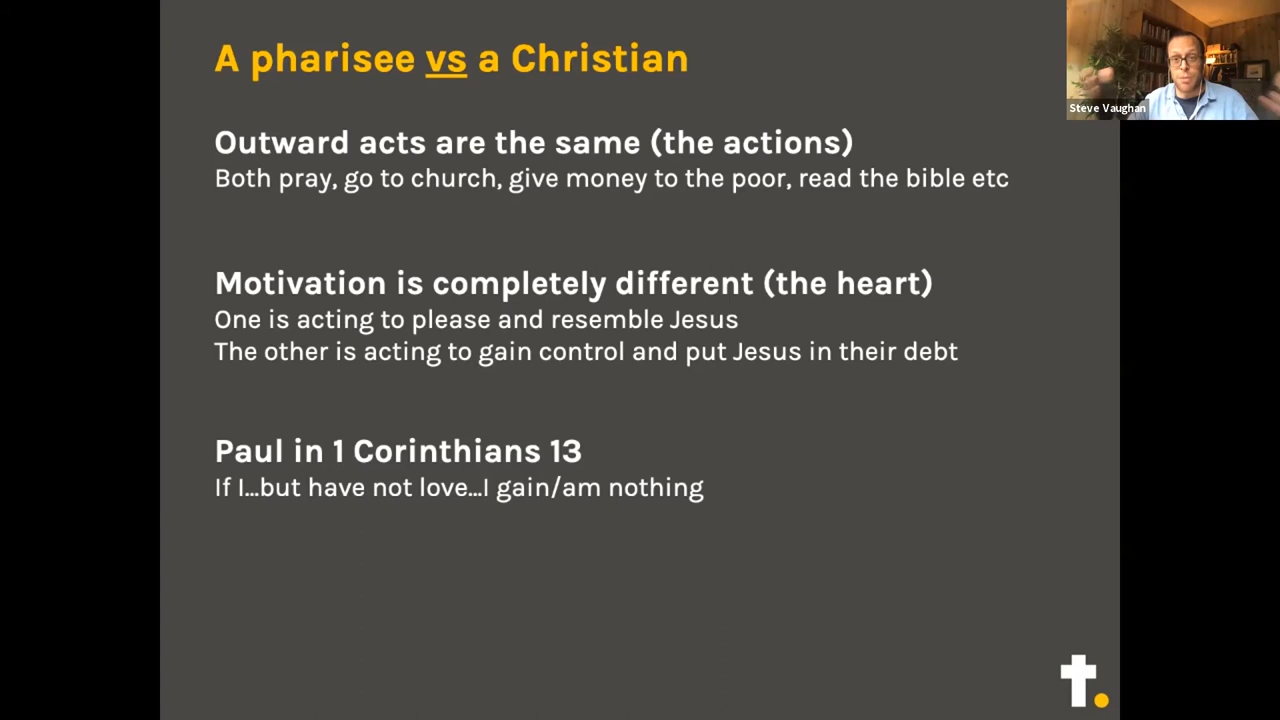 A pharisee vs a Christian
Steve Vaughan
Outward acts are the same (the actions)
Both pray, go to church, give money to the poor, read the bible etc
Motivation is completely different (the heart)
One is acting to please and resemble Jesus
The other is acting to gain control and put Jesus in their debt
Paul in 1 Corinthians 13
If I...but have not love...I gain/am nothing
t.